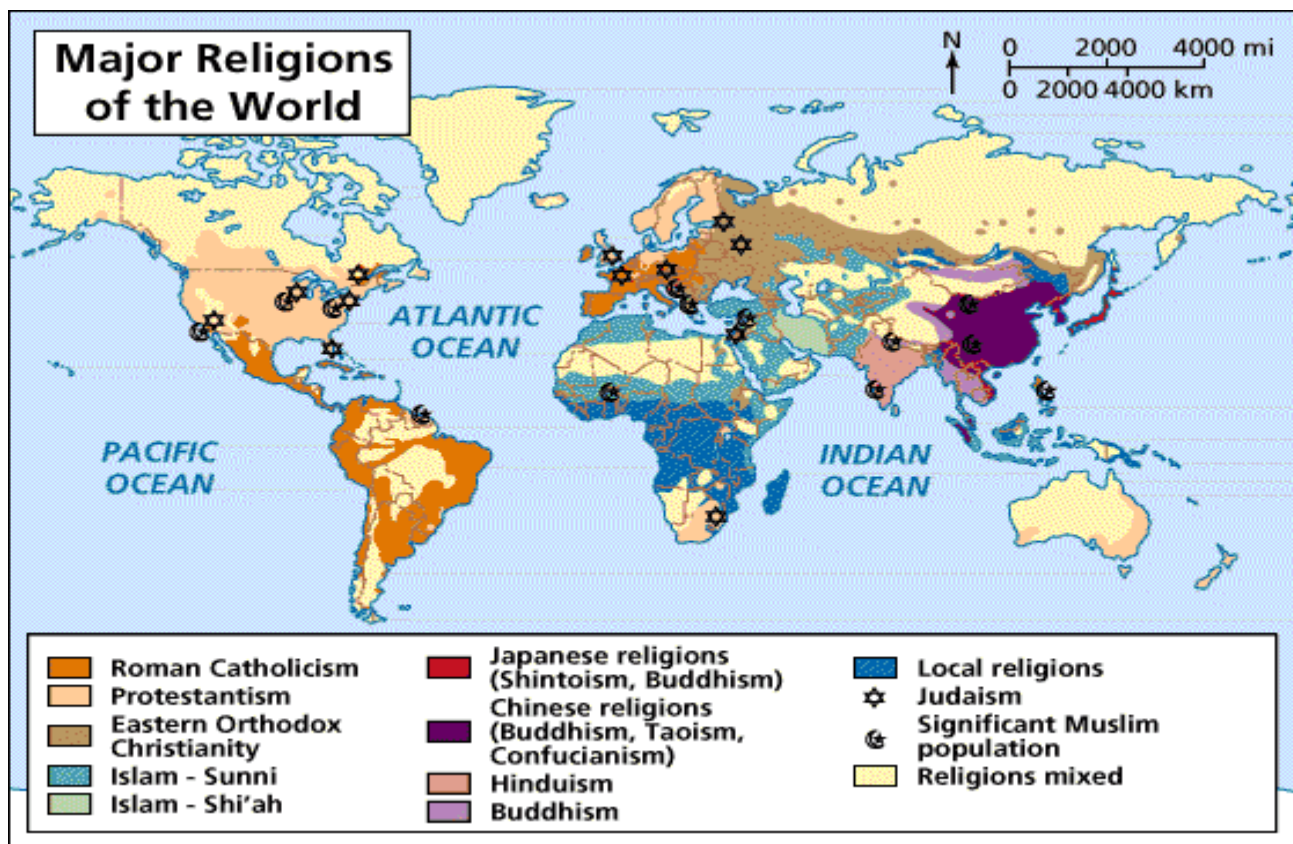 Major Religions
of the World
N
0 2000 4000 mi
0 2000 4000 km
ATLANTIC
OCEAN
PACIFIC
OCEAN
INDIAN
OCEAN
Roman Catholicism
Protestantism
Eastern Orthodox
Christianity
Islam - Sunni
Islam - Shi'ah
Japanese religions
(Shintoism, Buddhism)
Chinese religions
(Buddhism, Taoism,
Confucianism)
Hinduism
Buddhism
Local religions
Judaism
Significant Muslim
population
Religions mixed